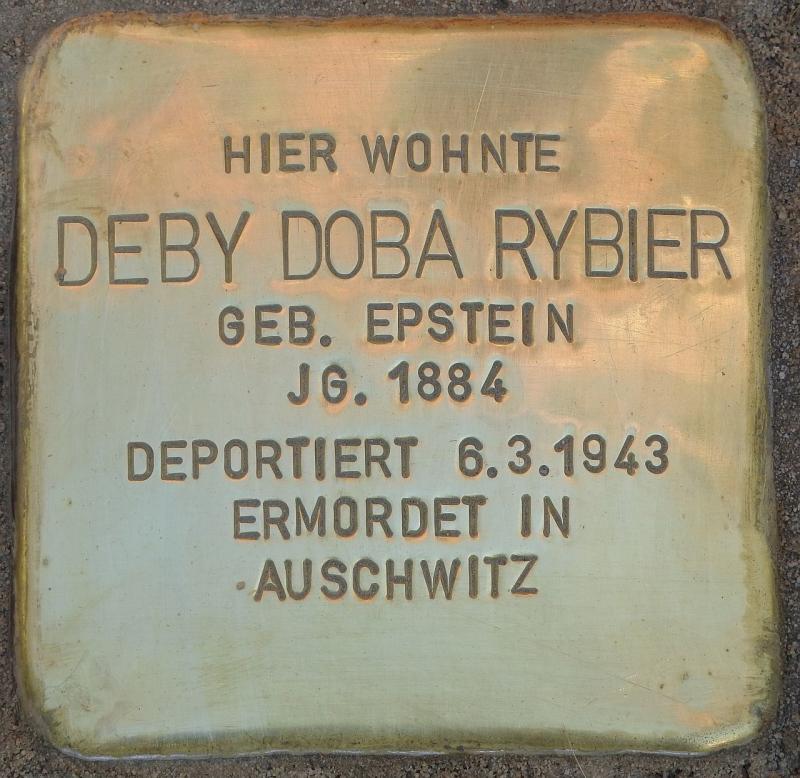 HIER WOHNTE
DEBY DOBA RYBIER
GEB. EPSTEIN
JG. 1884
DEPORTIERT 6.3.1943
ERMORDET IN
AUSCHWITZ